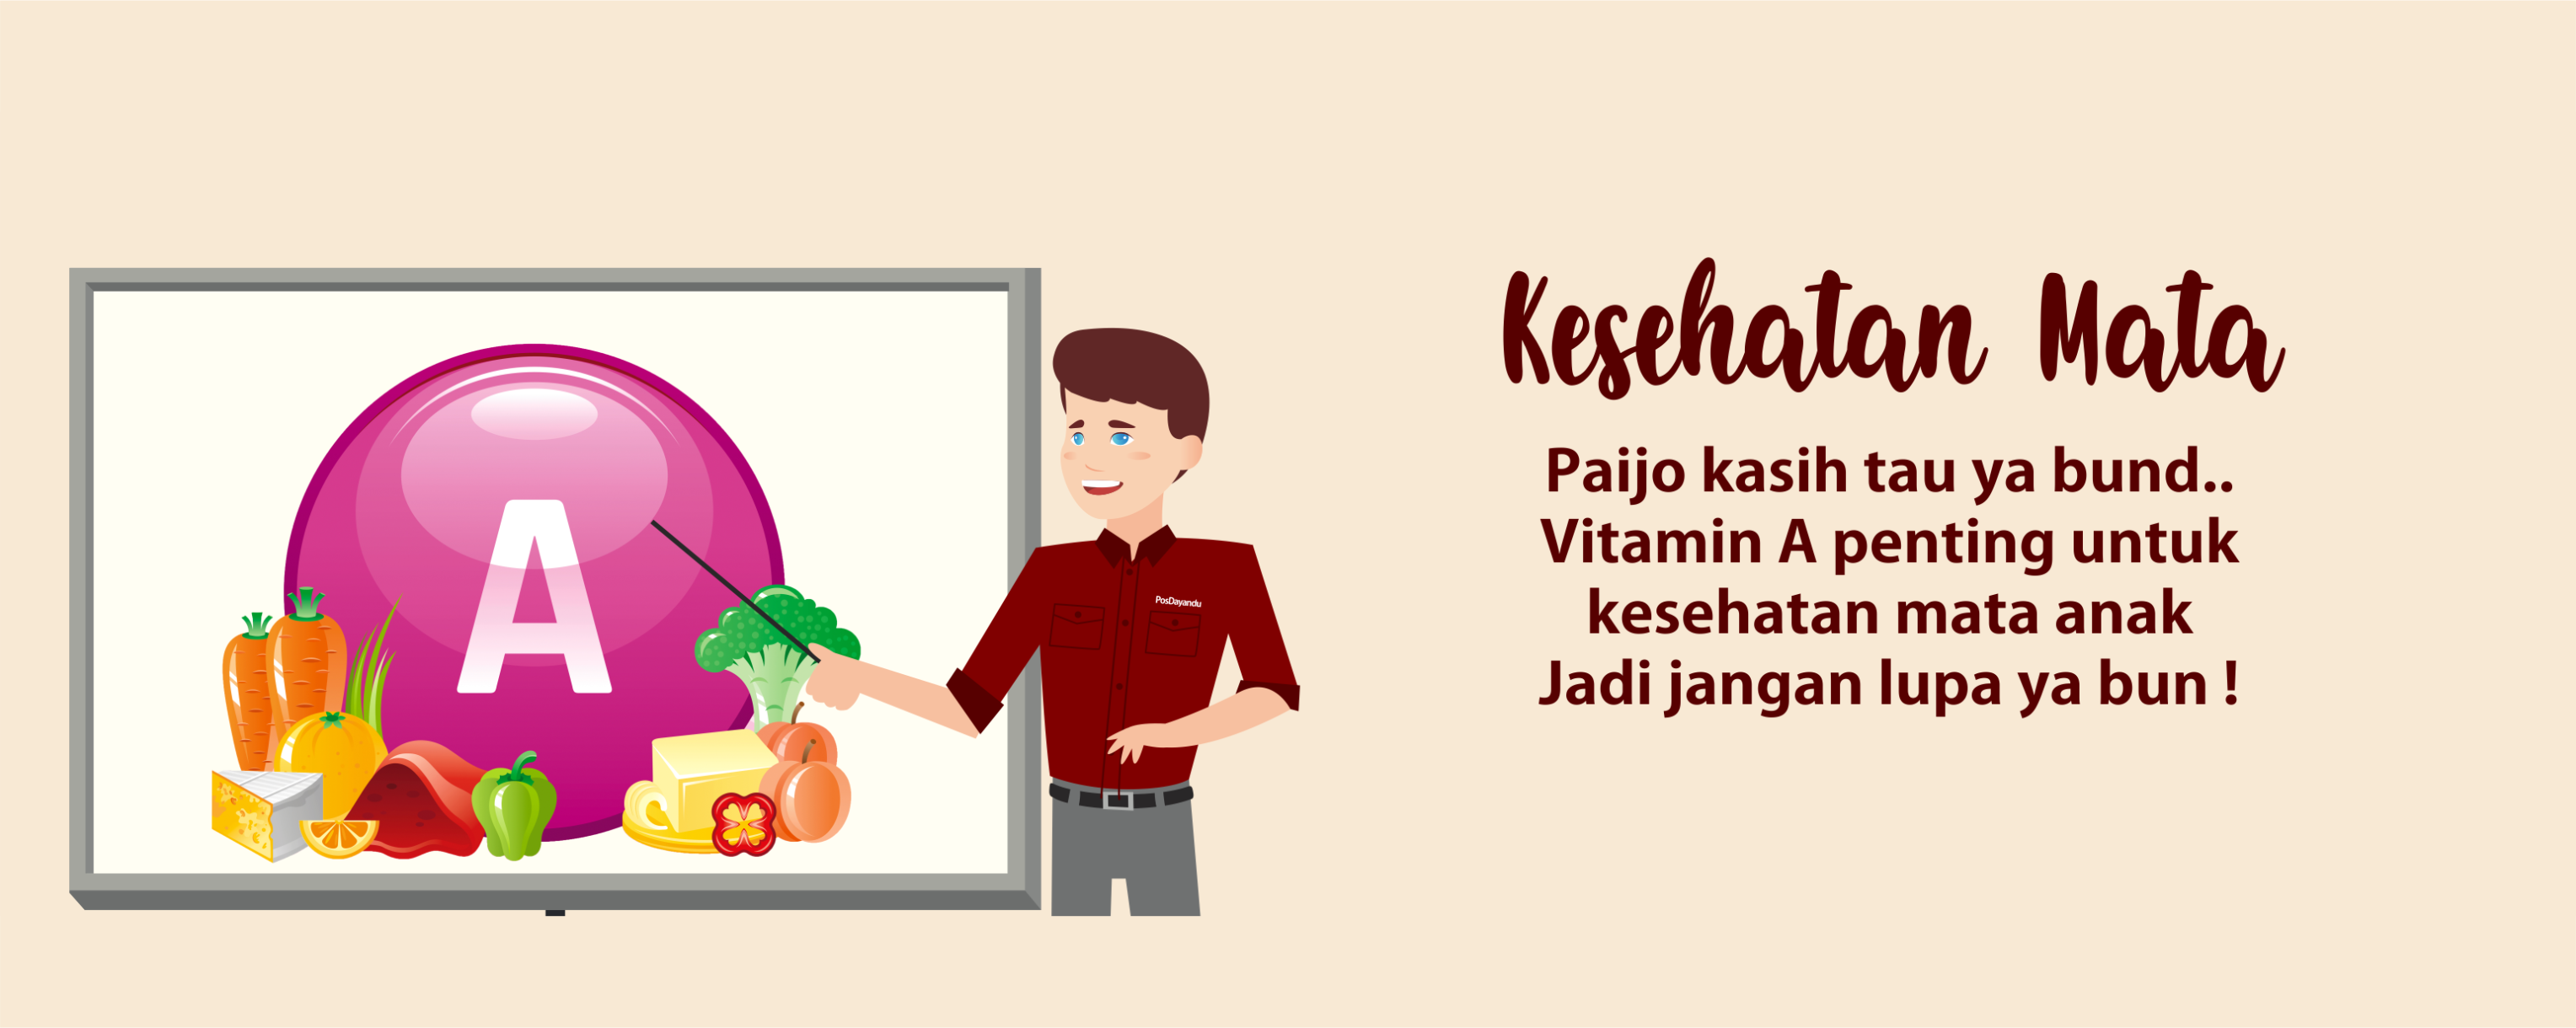 A
PosDayandu
Kesehatan Mata
Paijo kasih tau ya bund..
Vitamin A penting untuk
kesehatan mata anak
Jadi jangan lupa ya bun !